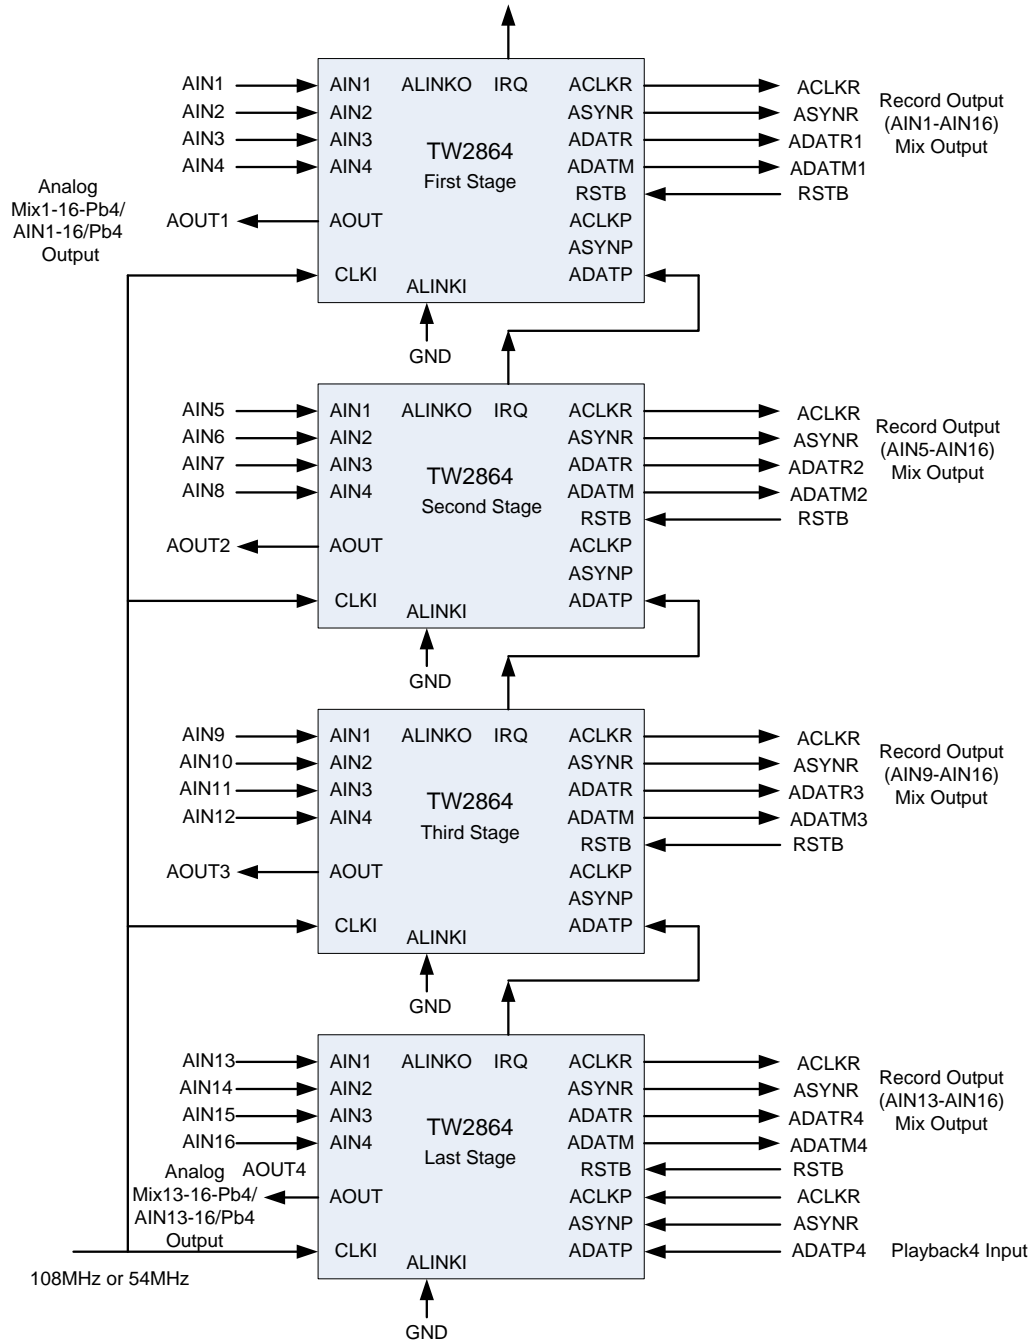 AIN1 AIN1 ALINKO IRQ ACLKR ACLKR
AIN2 AIN2 ASYNR ASYNR
AIN3 AIN3 ADATR ADATR1
AIN4 AIN4 ADATM ADATM1
Record Output
(AIN1-AIN16)
Mix Output
TW2864
First Stage
RSTB RSTB
Analog
Mix1-16-Pb4/
AIN1-16/Pb4
Output
AOUT1 AOUT ACLKP
ASYNP
CLKI ADATP
ALINKI
GND
AIN5 AIN1 ALINKO IRQ ACLKR ACLKR
AIN6 AIN2 ASYNR ASYNR
AIN7 AIN3 ADATR ADATR2
AIN8 AIN4 ADATM ADATM2
Record Output
(AIN5-AIN16)
Mix Output
TW2864
Second Stage
RSTB RSTB
AOUT2 AOUT ACLKP
ASYNP
CLKI ADATP
ALINKI
GND
AIN9 AIN1 ALINKO IRQ ACLKR ACLKR
AIN10 AIN2 ASYNR ASYNR
AIN11 AIN3 ADATR ADATR3
AIN12 AIN4 ADATM ADATM3
Record Output
(AIN9-AIN16)
Mix Output
TW2864
Third Stage
RSTB RSTB
AOUT3 AOUT ACLKP
ASYNP
CLKI ADATP
ALINKI
GND
AIN13 AIN1 ALINKO IRQ ACLKR ACLKR
AIN14 AIN2 ASYNR ASYNR
AIN15 AIN3 ADATR ADATR4
AIN16 AIN4 ADATM ADATM4
Record Output
(AIN13-AIN16)
Mix Output
TW2864
Last Stage
RSTB RSTB
AOUT4 AOUT ACLKP ACLKR
Analog
Mix13-16-Pb4/
AIN13-16/Pb4
Output
ASYNP ASYNR
CLKI ADATP ADATP4 Playback4 Input
ALINKI
108MHz or 54MHz
GND